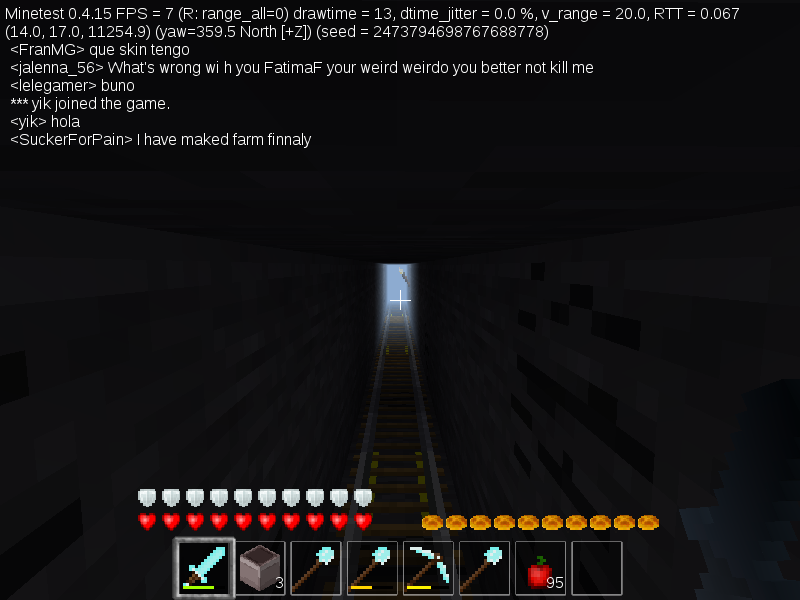 Minetest 0.4.15 FPS = 7 (R: range_all=0) drawtime = 13, dtime_jitter = 0.0 %, v_range = 20.0, RTT = 0.067
(14.0, 17.0, 11254.9) (yaw=359.5 North [+Z]) (seed = 2473794698767688778)
<FranMG> que skin tengo
<jalenna_56> What's wrong wi h you FatimaF your weird weirdo you better not kill me
<lelegamer> buno
*** yik joined the game.
<yik> hola
<SuckerForPain> I have maked farm finnaly
3 95